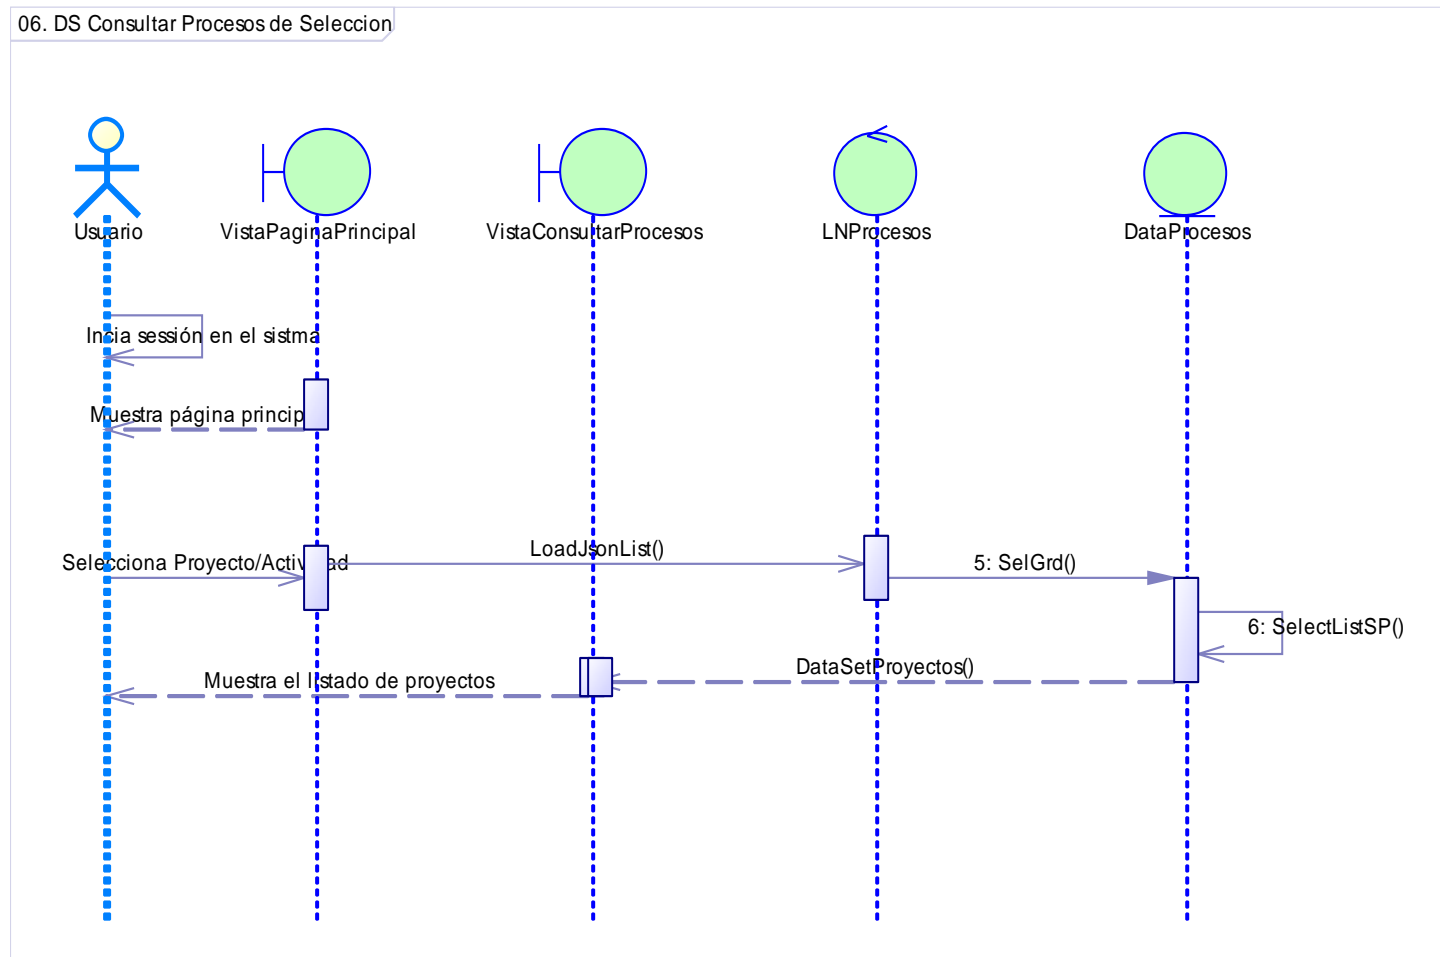 06. DS Consultar Procesos de Seleccion
Usuario
VistaPaginaPrincipal
VistaConsultarProcesos
LNProcesos
DataProcesos
Incia sessión en el sistma
Muestra página princip
Selecciona Proyecto/Actividad
LoadJsonList()
5: SelGrd()
6: SelectListSP()
DataSetProyectos()
Muestra el listado de proyectos